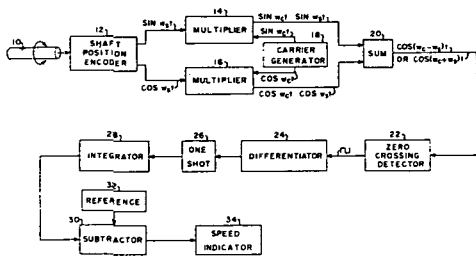 10
12
SHAFT
POSITION
ENCODER
SIN ωst
COS ωst
14
MULTIPLIER
SIN ωct SIN ωst
SIN ωct
18
CARRIER
GENERATOR
16
MULTIPLIER
COS ωct
COS ωct COS ωst
20
SUM
COS(ωc-ωs)t
OR COS(ωc+ωs)t
28
INTEGRATOR
26
ONE
SHOT
24
DIFFERENTIATOR
22
ZERO
CROSSING
DETECTOR
32
REFERENCE
30
SUBTRACTOR
34
SPEED
INDICATOR